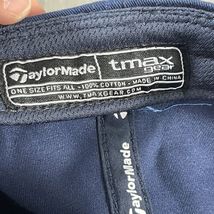 TaylorMade tmax gear
ONE SIZE FITS ALL - 100% COTTON - MADE IN CHINA
WWW.TMAXGEAR.COM
TaylorMade